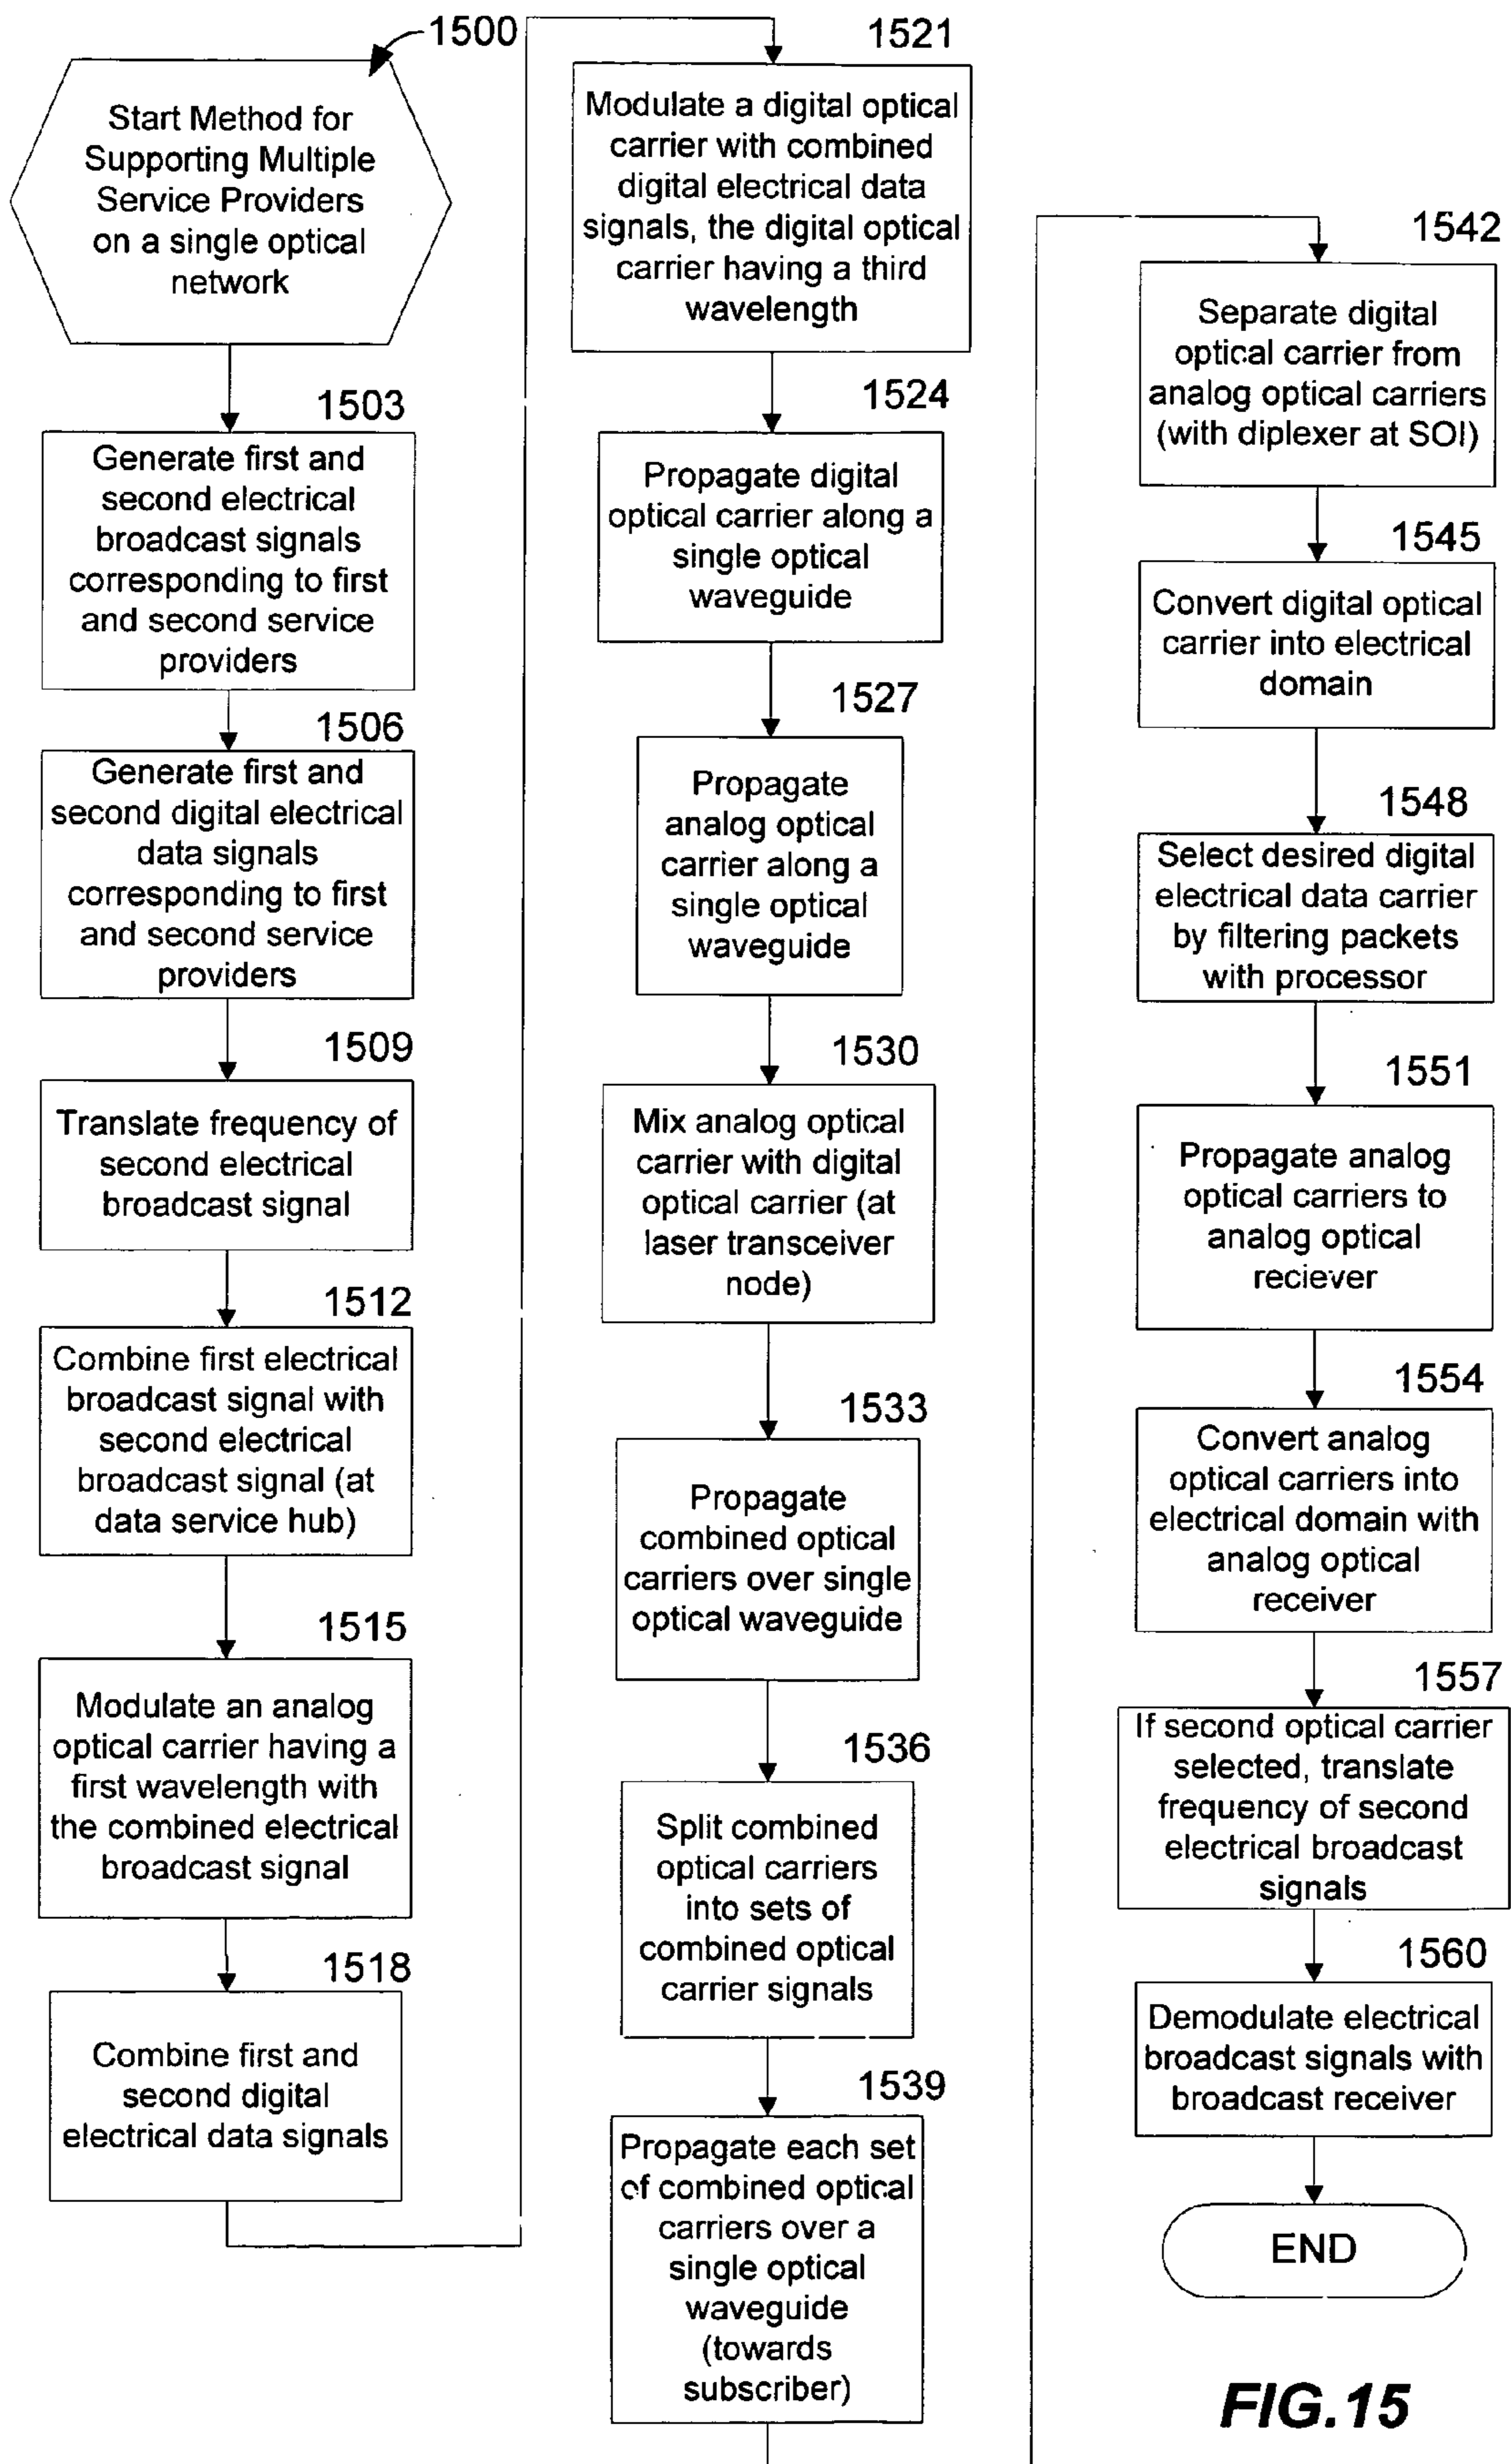 1500
Start Method for
Supporting Multiple
Service Providers
on a single optical
network
1503
Generate first and
second electrical
broadcast signals
corresponding to first
and second service
providers
1506
Generate first and
second digital electrical
data signals
corresponding to first
and second service
providers
1509
Translate frequency of
second electrical
broadcast signal
1512
Combine first electrical
broadcast signal with
second electrical
broadcast signal (at
data service hub)
1515
Modulate an analog
optical carrier having a
first wavelength with
the combined electrical
broadcast signal
1518
Combine first and
second digital
electrical data signals
1521
Modulate a digital optical
carrier with combined
digital electrical data
signals, the digital optical
carrier having a third
wavelength
1524
Propagate digital
optical carrier along a
single optical
waveguide
1527
Propagate
analog optical
carrier along a
single optical
waveguide
1530
Mix analog optical
carrier with digital
optical carrier (at
laser transceiver
node)
1533
Propagate
combined optical
carriers over single
optical waveguide
1536
Split combined
optical carriers
into sets of
combined optical
carrier signals
1539
Propagate each set
of combined optical
carriers over a
single optical
waveguide
(towards
subscriber)
1542
Separate digital
optical carrier from
analog optical carriers
(with diplexer at SOI)
1545
Convert digital optical
carrier into electrical
domain
1548
Select desired digital
electrical data carrier
by filtering packets
with processor
1551
Propagate analog
optical carriers to
analog optical
reciever
1554
Convert analog
optical carriers into
electrical domain with
analog optical
receiver
1557
If second optical carrier
selected, translate
frequency of second
electrical broadcast
signals
1560
Demodulate electrical
broadcast signals with
broadcast receiver
END
FIG.15